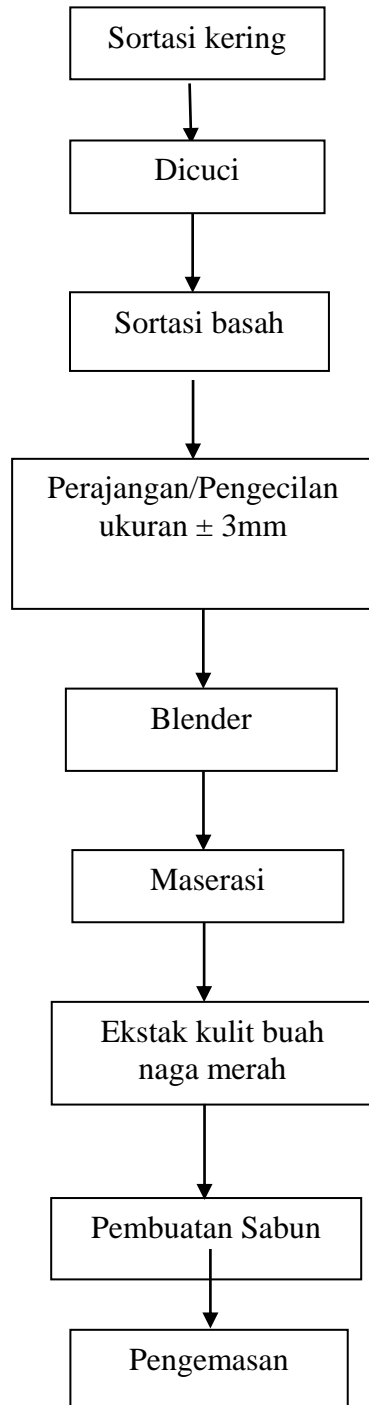 Sortasi kering
Dicuci
Sortasi basah
Perajangan/Pengecilan
ukuran ± 3mm
Blender
Maserasi
Ekstak kulit buah
naga merah
Pembuatan Sabun
Pengemasan